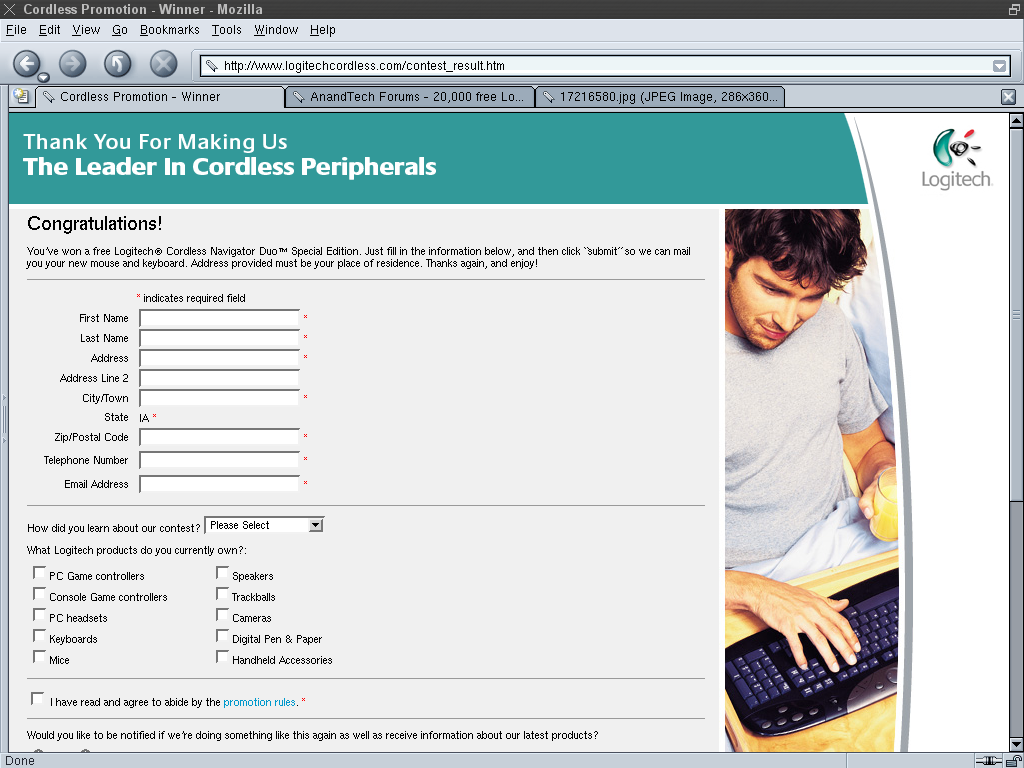 Cordless Promotion - Winner - Mozilla
File Edit View Go Bookmarks Tools Window Help
http://www.logitechcordless.com/contest_result.htm
Cordless Promotion - Winner AnandTech Forums - 20,000 free Lo... 17216580.jpg (JPEG Image, 286x360...
Thank You For Making Us
The Leader In Cordless Peripherals
Logitech
Congratulations!
You've won a free Logitech® Cordless Navigator Duo™ Special Edition. Just fill in the information below, and then click ``submit´´ so we can mail
you your new mouse and keyboard. Address provided must be your place of residence. Thanks again, and enjoy!
* indicates required field
First Name *
Last Name *
Address *
Address Line 2
City/Town *
State IA *
Zip/Postal Code *
Telephone Number *
Email Address *
How did you learn about our contest? Please Select
What Logitech products do you currently own?:
PC Game controllers Speakers
Console Game controllers Trackballs
PC headsets Cameras
Keyboards Digital Pen & Paper
Mice Handheld Accessories
I have read and agree to abide by the promotion rules. *
Would you like to be notified if we're doing something like this again as well as receive information about our latest products?
Done